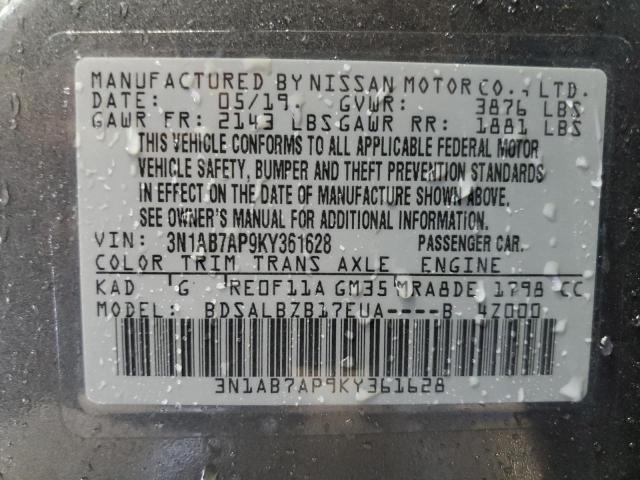 MANUFACTURED BY NISSAN MOTOR CO., LTD.
DATE: 05/19 GVWR: 3876 LBS
GAWR FR: 2143 LBS GAWR RR: 1881 LBS
THIS VEHICLE CONFORMS TO ALL APPLICABLE FEDERAL MOTOR
VEHICLE SAFETY, BUMPER AND THEFT PREVENTION STANDARDS
IN EFFECT ON THE DATE OF MANUFACTURE SHOWN ABOVE.
SEE OWNER'S MANUAL FOR ADDITIONAL INFORMATION.
VIN: 3N1AB7AP9KY361628 PASSENGER CAR.
COLOR TRIM TRANS AXLE ENGINE
KAD G RE0F11A GM35 MRA8DE 1798 CC
MODEL: BDSALBZB17EUA----B 4Z000
3N1AB7AP9KY361628